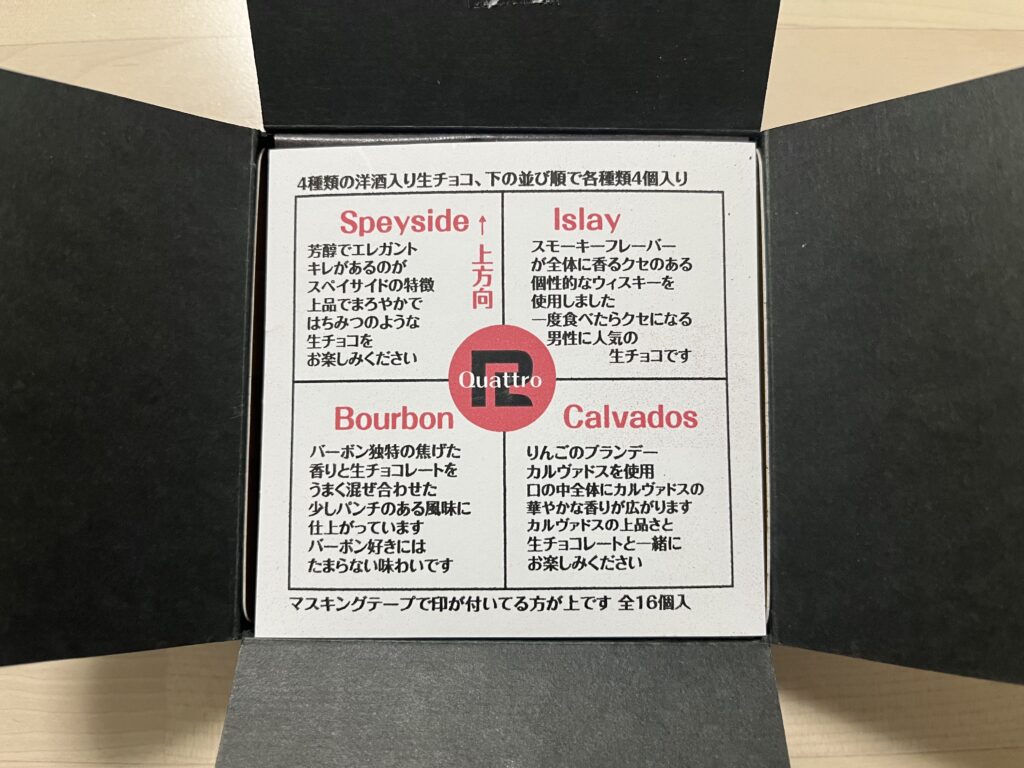 4種類の洋酒入り生チョコ、下の並び順で各種類4個入り
Speyside
↑上方向
芳醇でエレガント
キレがあるのが
スペイサイドの特徴
上品でまろやかで
はちみつのような
生チョコを
お楽しみください
Islay
スモーキーフレーバー
が全体に香るクセのある
個性的なウィスキーを
使用しました
一度食べたらクセになる
男性に人気の
生チョコです
Quattro
Bourbon
バーボン独特の焦げた
香りと生チョコレートを
うまく混ぜ合わせた
少しパンチのある風味に
仕上がっています
バーボン好きには
たまらない味わいです
Calvados
りんごのブランデー
カルヴァドスを使用
口の中全体にカルヴァドスの
華やかな香りが広がります
カルヴァドスの上品さと
生チョコレートと一緒に
お楽しみください
マスキングテープで印が付いてる方が上です 全16個入